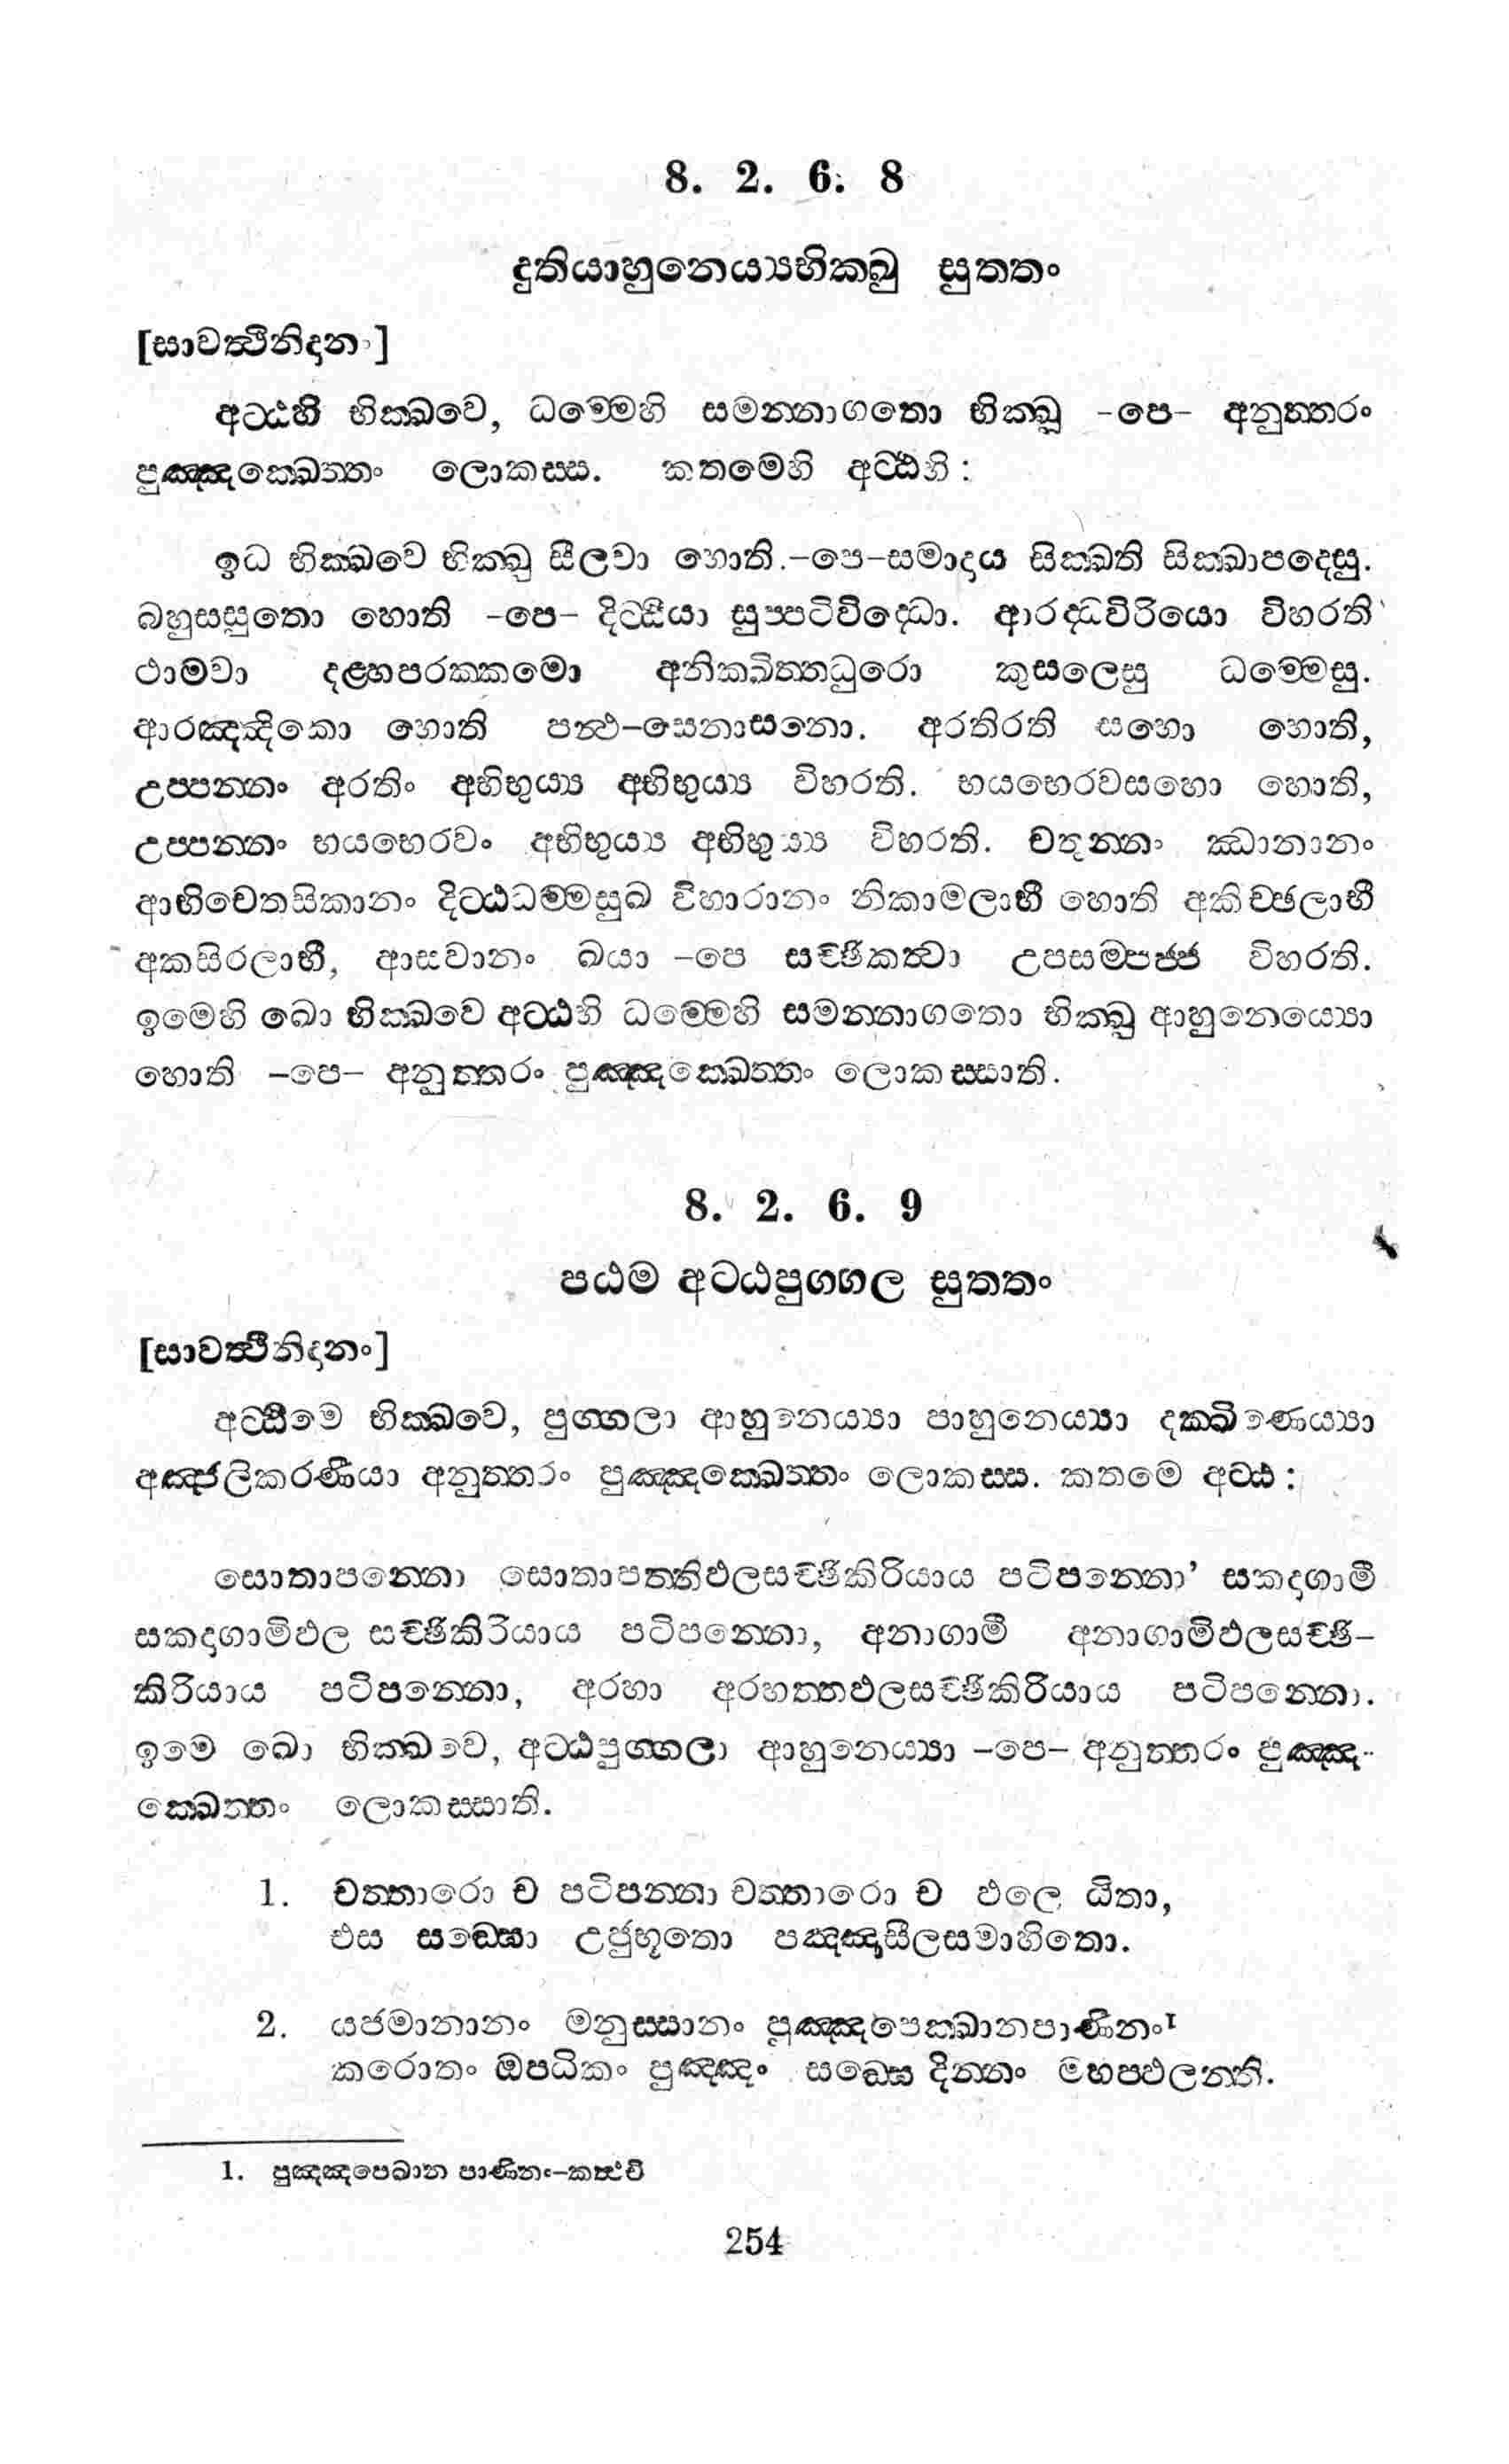 8. 2. 6. 8
දුතියාහුනෙය්‍යභික්ඛු සුත්තං
[සාවත්‍ථිනිදානං]
අට්ඨහි භික්ඛවෙ, ධම්මෙහි සමන්නාගතො භික්ඛූ -පෙ- අනුත්තරං
පුඤ්ඤක්ඛෙත්තං ලොකස්ස. කතමෙහි අට්ඨහි:
ඉධ භික්ඛවෙ භික්ඛු සීලවා හොති.-පෙ-සමාදාය සික්ඛති සික්ඛාපදෙසු.
බහුස්සුතො හොති -පෙ- දිට්ඨියා සුප්පටිවිද්ධො. ආරද්ධවිරියො විහරති
ථාමවා දළ්හපරක්කමො අනික්ඛිත්තධුරො කුසලෙසු ධම්මෙසු.
ආරඤ්ඤිකො හොති පන්ථ-සෙනාසනො. අරතිරති සහො හොති,
උප්පන්නං අරතිං අභිභුය්‍ය අභිභුය්‍ය විහරති. භයභෙරවසහො හොති,
උප්පන්නං භයභෙරවං අභිභුය්‍ය අභිභුය්‍ය විහරති. චතුන්නං ඣානානං
ආභිචෙතසිකානං දිට්ඨධම්මසුඛ විහාරානං නිකාමලාභී හොති අකිච්ඡලාභී
අකසිරලාභී, ආසවානං ඛයා -පෙ සච්ඡිකත්‍වා උපසම්පජ්ජ විහරති.
ඉමෙහි ඛො භික්ඛවෙ අට්ඨහි ධම්මෙහි සමන්නාගතො භික්ඛු ආහුනෙය්‍යො
හොති -පෙ- අනුත්තරං පුඤ්ඤක්ඛෙත්තං ලොකස්සාති.
8. 2. 6. 9
පඨම අට්ඨපුග්ගල සුත්තං
[සාවත්‍ථිනිදානං]
අට්ඨිමෙ භික්ඛවෙ, පුග්ගලා ආහුනෙය්‍යා පාහුනෙය්‍යා දක්ඛිණෙය්‍යා
අඤ්ජලිකරණීයා අනුත්තරං පුඤ්ඤක්ඛෙත්තං ලොකස්ස. කතමෙ අට්ඨ:
සොතාපන්නො සොතාපත්තිඵලසච්ඡිකිරියාය පටිපන්නො’ සකදාගාමී
සකදාගාමිඵල සච්ඡිකිරියාය පටිපන්නො, අනාගාමී අනාගාමිඵලසච්ඡි-
කිරියාය පටිපන්නො, අරහා අරහත්තඵලසච්ඡිකිරියාය පටිපන්නො.
ඉමෙ ඛො භික්ඛවෙ, අට්ඨපුග්ගලා ආහුනෙය්‍යා -පෙ- අනුත්තරං පුඤ්ඤ-
ක්ඛෙත්තං ලොකස්සාති.
1. චත්තාරො ච පටිපන්නා චත්තාරො ච ඵලෙ ඨිතා,
එස සඞ්ඝො උජුභූතො පඤ්ඤාසීලසමාහිතො.
2. යජමානානං මනුස්සානං පුඤ්ඤපෙක්ඛානපාණිනං¹
කරොතං ඔපධිකං පුඤ්ඤං සඞ්ඝෙ දින්නං මහප්ඵලන්ති.
1. පුඤ්ඤපෙඛාන පාණිනං-කත්‍ථචි
254